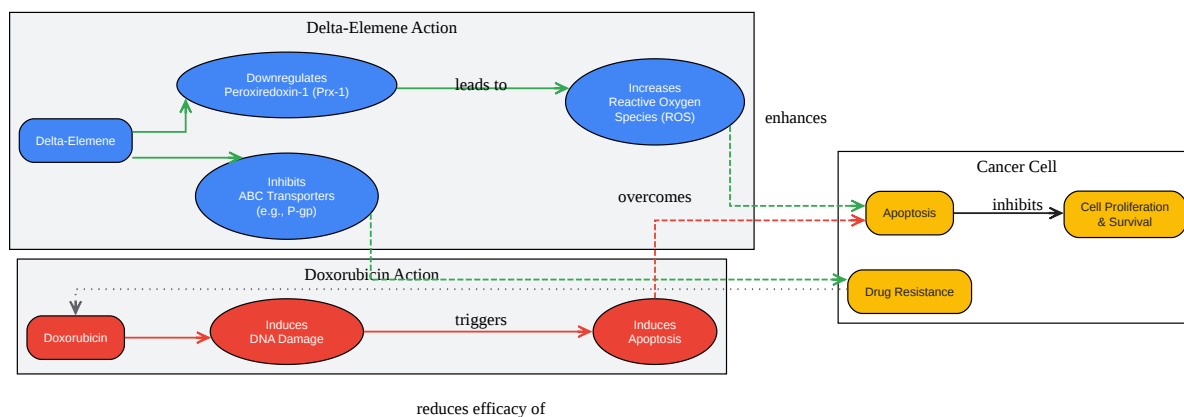 Delta-Elemene Action
Downregulates
Peroxiredoxin-1 (Prx-1)
leads to
Increases
Reactive Oxygen
Species (ROS)
enhances
Delta-Elemene
Inhibits
ABC Transporters
(e.g., P-gp)
overcomes
Cancer Cell
Apoptosis
inhibits
Cell Proliferation
& Survival
Drug Resistance
Doxorubicin Action
Doxorubicin
Induces
DNA Damage
triggers
Induces
Apoptosis
reduces efficacy of